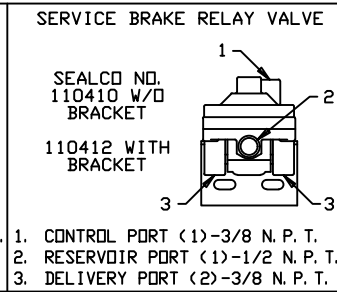 SERVICE BRAKE RELAY VALVE
1
SEALCO NO.
110410 W/O
BRACKET
2
110412 WITH
BRACKET
3
3
1. CONTROL PORT (1)-3/8 N.P.T.
2. RESERVOIR PORT (1)-1/2 N.P.T.
3. DELIVERY PORT (2)-3/8 N.P.T.